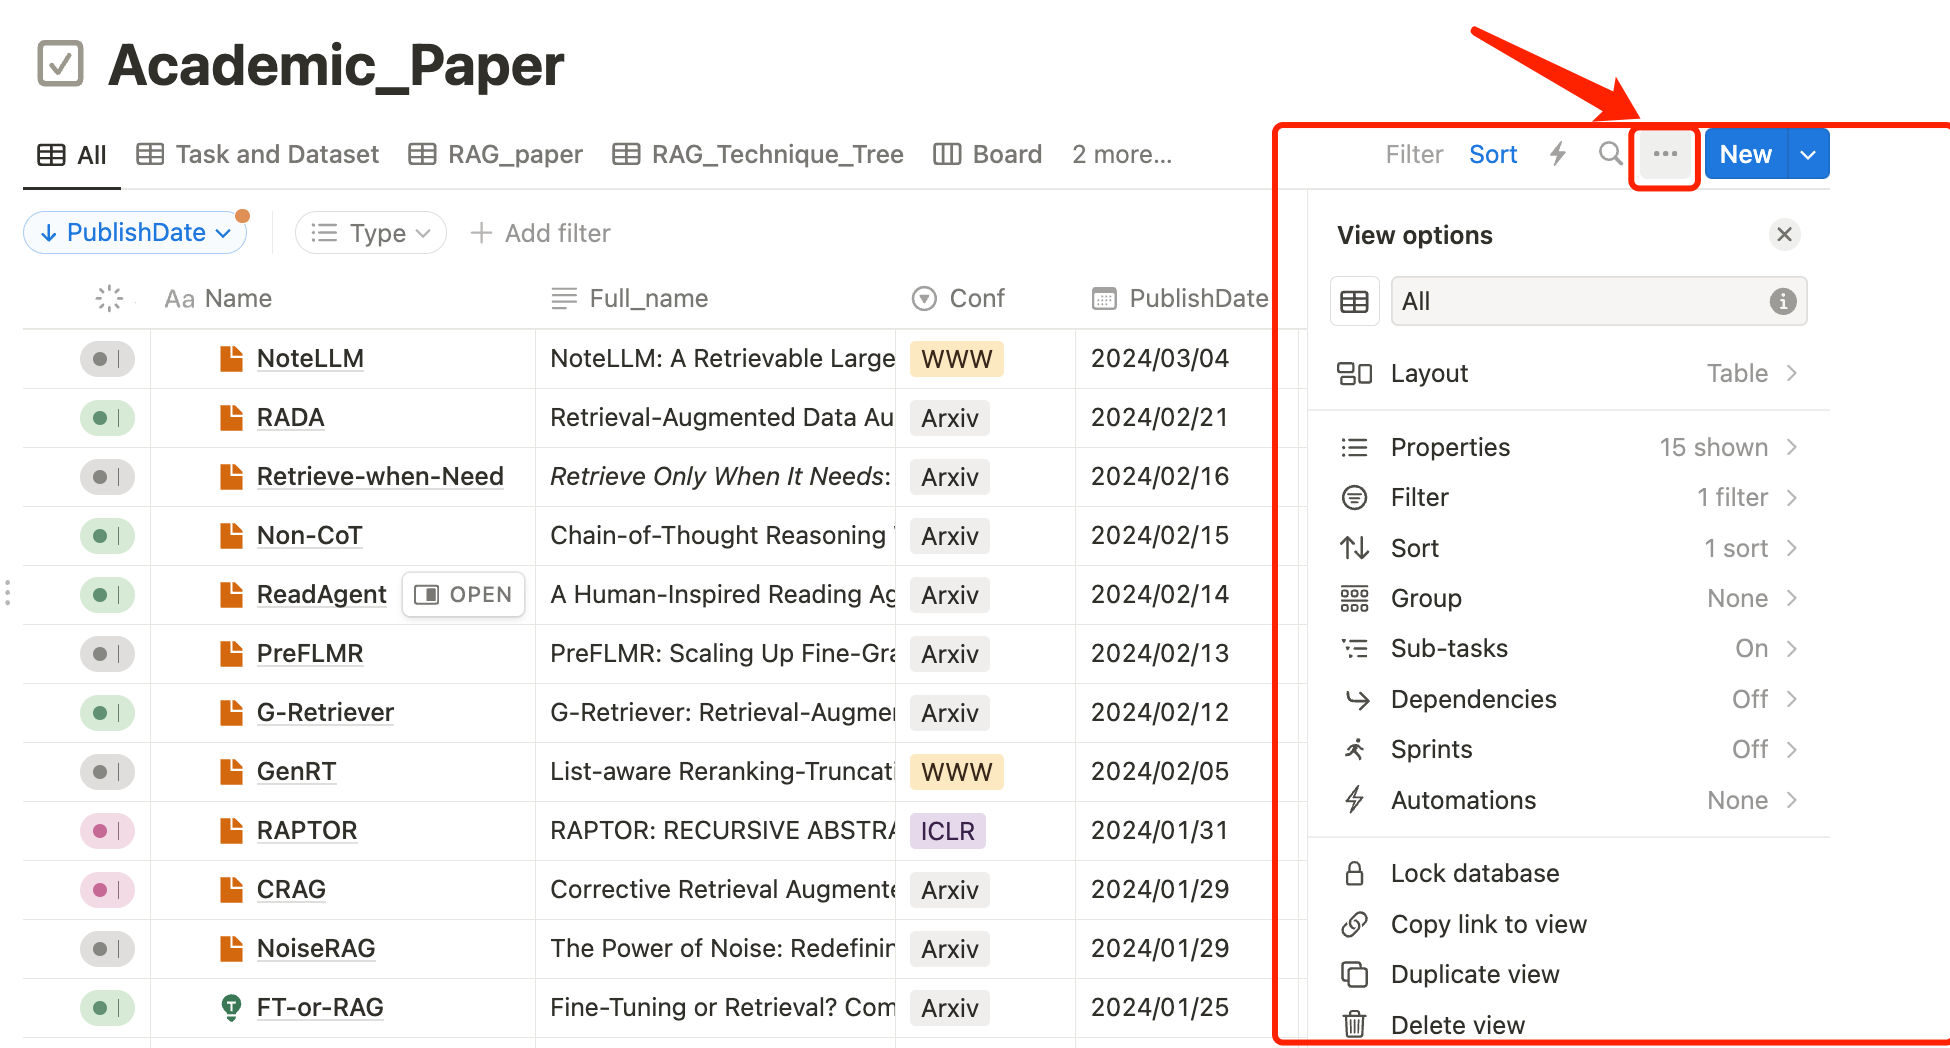 Academic_Paper
All Task and Dataset RAG_paper RAG_Technique_Tree Board 2 more... Filter Sort New
PublishDate Type Add filter
Aa Name Full_name Conf PublishDate
NoteLLM NoteLLM: A Retrievable Large WWW 2024/03/04
RADA Retrieval-Augmented Data Au Arxiv 2024/02/21
Retrieve-when-Need Retrieve Only When It Needs: Arxiv 2024/02/16
Non-CoT Chain-of-Thought Reasoning Arxiv 2024/02/15
ReadAgent OPEN A Human-Inspired Reading Ag Arxiv 2024/02/14
PreFLMR PreFLMR: Scaling Up Fine-Gra Arxiv 2024/02/13
G-Retriever G-Retriever: Retrieval-Augmen Arxiv 2024/02/12
GenRT List-aware Reranking-Truncati WWW 2024/02/05
RAPTOR RAPTOR: RECURSIVE ABSTRA ICLR 2024/01/31
CRAG Corrective Retrieval Augmente Arxiv 2024/01/29
NoiseRAG The Power of Noise: Redefinin Arxiv 2024/01/29
FT-or-RAG Fine-Tuning or Retrieval? Com Arxiv 2024/01/25
View options
All
Layout Table
Properties 15 shown
Filter 1 filter
Sort 1 sort
Group None
Sub-tasks On
Dependencies Off
Sprints Off
Automations None
Lock database
Copy link to view
Duplicate view
Delete view